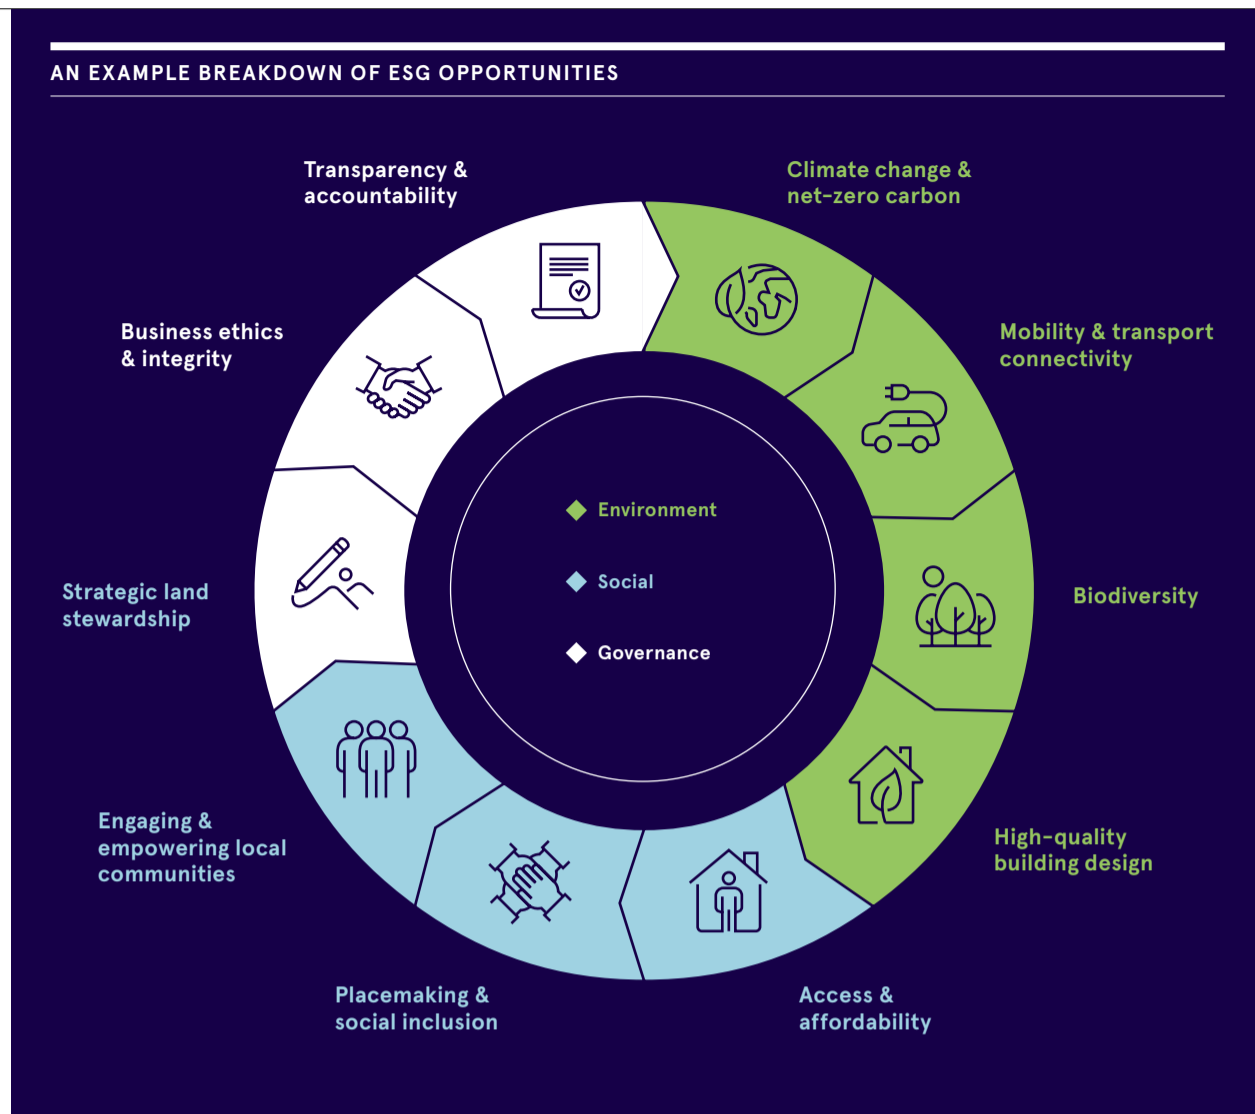 AN EXAMPLE BREAKDOWN OF ESG OPPORTUNITIES
Transparency &
accountability
Climate change &
net-zero carbon
Business ethics
& integrity
Mobility & transport
connectivity
Environment
Social
Governance
Strategic land
stewardship
Biodiversity
Engaging &
empowering local
communities
High-quality
building design
Placemaking &
social inclusion
Access &
affordability